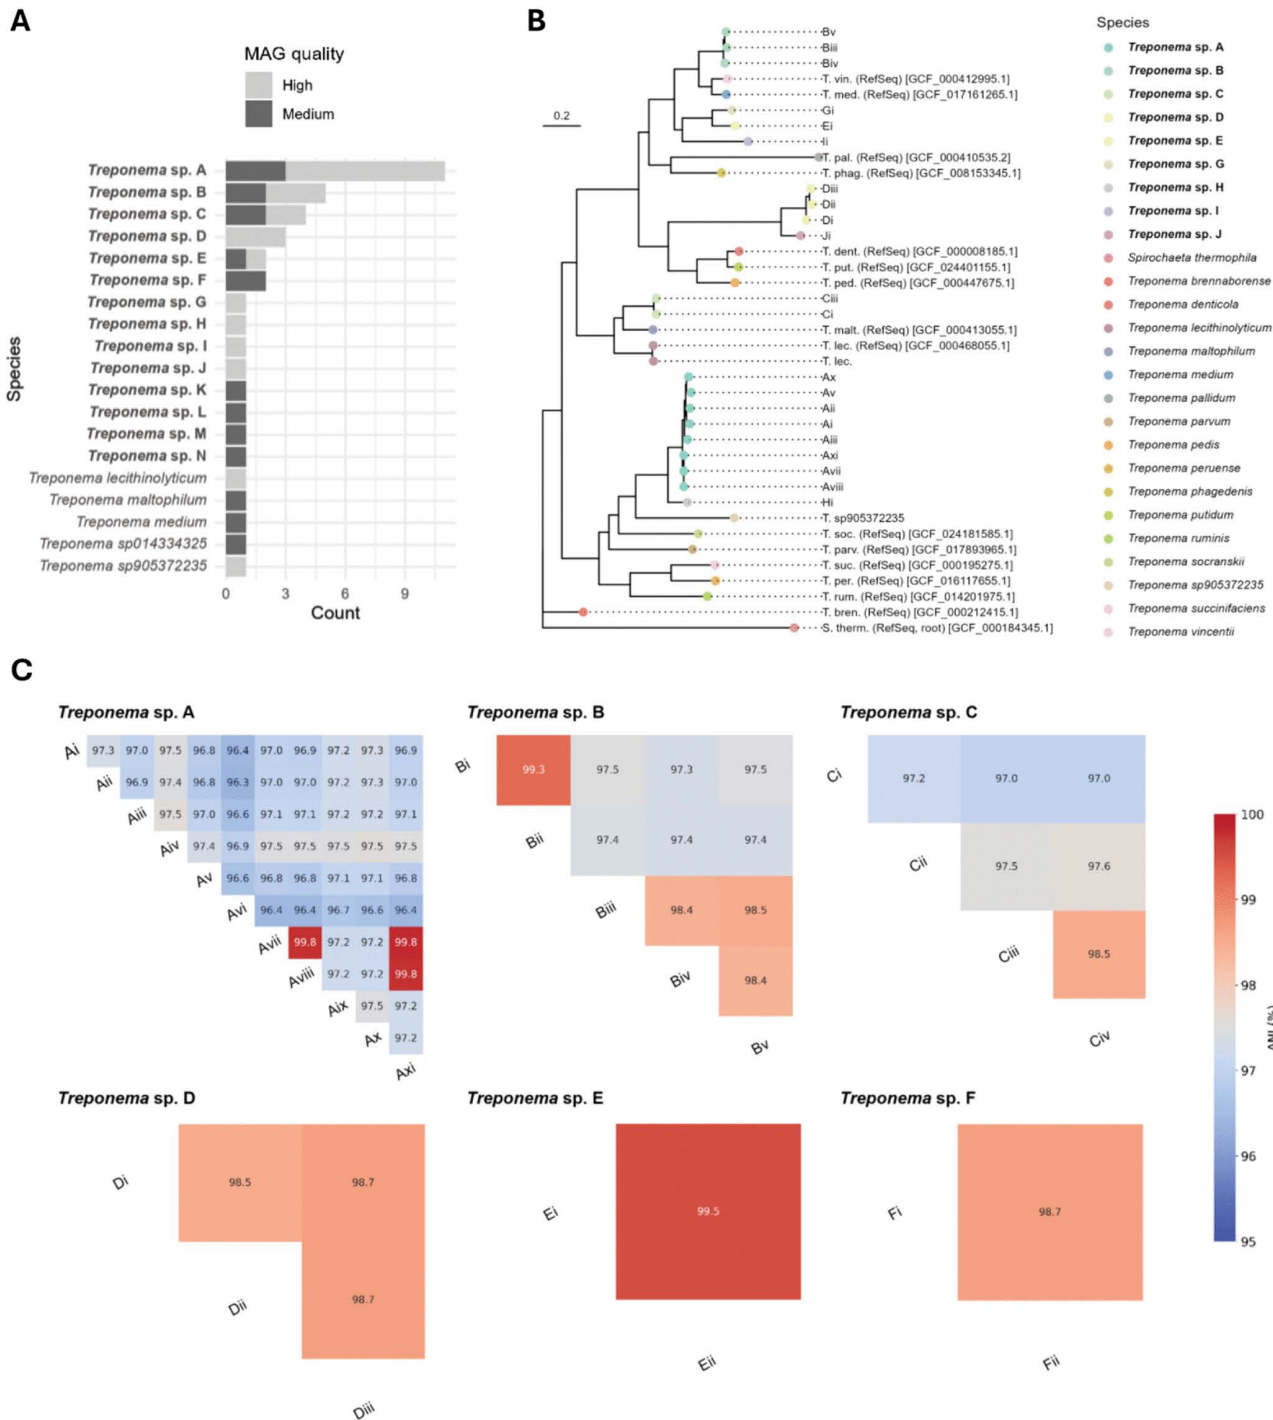 A
MAG quality
High
Medium
Species
Treponema sp. A
Treponema sp. B
Treponema sp. C
Treponema sp. D
Treponema sp. E
Treponema sp. F
Treponema sp. G
Treponema sp. H
Treponema sp. I
Treponema sp. J
Treponema sp. K
Treponema sp. L
Treponema sp. M
Treponema sp. N
Treponema lecithinolyticum
Treponema maltophilum
Treponema medium
Treponema sp014334325
Treponema sp905372235
0 3 6 9
Count
B
0.2
Bv
Biii
Biv
T. vin. (RefSeq) [GCF_000412995.1]
T. med. (RefSeq) [GCF_017161265.1]
Gi
Ei
Ii
T. pal. (RefSeq) [GCF_000410535.2]
T. phag. (RefSeq) [GCF_008153345.1]
Diii
Dii
Di
Ji
T. dent. (RefSeq) [GCF_000008185.1]
T. put. (RefSeq) [GCF_024401155.1]
T. ped. (RefSeq) [GCF_000447675.1]
Ciii
Ci
T. malt. (RefSeq) [GCF_000413055.1]
T. lec. (RefSeq) [GCF_000468055.1]
T. lec.
Ax
Av
Aii
Ai
Aiii
Axi
Avii
Aviii
Hi
T. sp905372235
T. soc. (RefSeq) [GCF_024181585.1]
T. parv. (RefSeq) [GCF_017893965.1]
T. suc. (RefSeq) [GCF_000195275.1]
T. per. (RefSeq) [GCF_016117655.1]
T. rum. (RefSeq) [GCF_014201975.1]
T. bren. (RefSeq) [GCF_000212415.1]
S. therm. (RefSeq, root) [GCF_000184345.1]
Species
Treponema sp. A
Treponema sp. B
Treponema sp. C
Treponema sp. D
Treponema sp. E
Treponema sp. G
Treponema sp. H
Treponema sp. I
Treponema sp. J
Spirochaeta thermophila
Treponema brennaborense
Treponema denticola
Treponema lecithinolyticum
Treponema maltophilum
Treponema medium
Treponema pallidum
Treponema parvum
Treponema pedis
Treponema peruense
Treponema phagedenis
Treponema putidum
Treponema ruminis
Treponema socranskii
Treponema sp905372235
Treponema succinifaciens
Treponema vincentii
C
Treponema sp. A
Ai 97.3 97.0 97.5 96.8 96.4 97.0 96.9 97.2 97.3 96.9
Aii 96.9 97.4 96.8 96.3 97.0 97.0 97.2 97.3 97.0
Aiii 97.5 97.0 96.6 97.1 97.1 97.2 97.2 97.1
Aiv 97.4 96.9 97.5 97.5 97.5 97.5 97.5
Av 96.6 96.8 96.8 97.1 97.1 96.8
Avi 96.4 96.4 96.7 96.6 96.4
Avii 99.8 97.2 97.2 99.8
Aviii 97.2 97.2 99.8
Aix 97.5 97.2
Ax 97.2
Axi
Treponema sp. B
Bi 99.3 97.5 97.3 97.5
Bii 97.4 97.4 97.4
Biii 98.4 98.5
Biv 98.4
Bv
Treponema sp. C
Ci 97.2 97.0 97.0
Cii 97.5 97.6
Ciii 98.5
Civ
100
99
98
97
96
95
ANI (%)
Treponema sp. D
Di 98.5 98.7
Dii 98.7
Diii
Treponema sp. E
Ei 99.5
Eii
Treponema sp. F
Fi 98.7
Fii